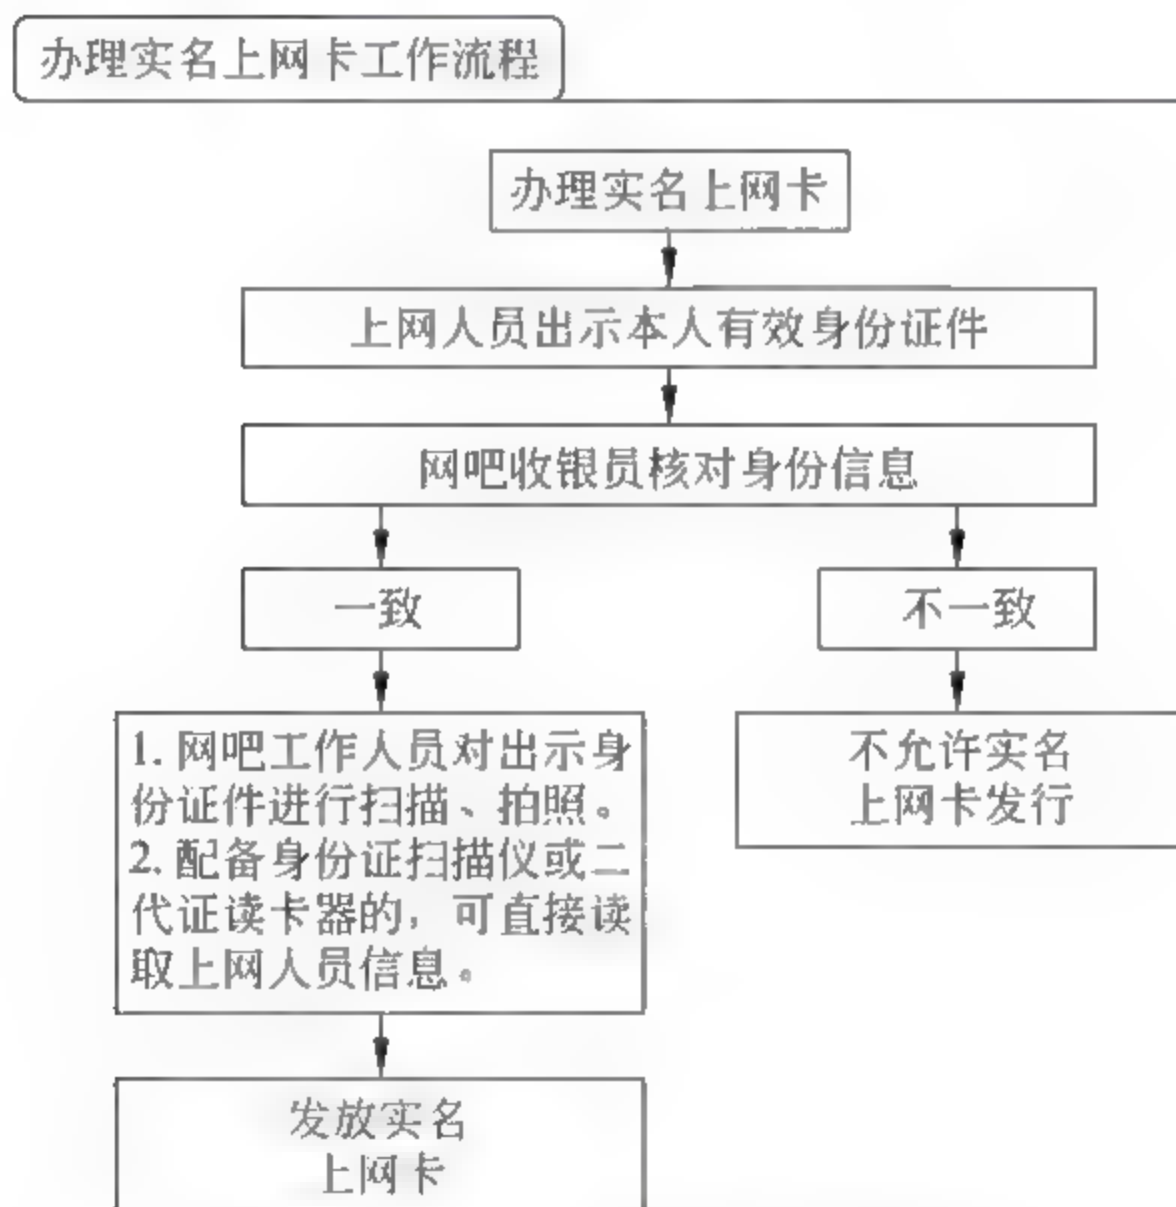 办理实名上网卡工作流程
办理实名上网卡
上网人员出示本人有效身份证件
网吧收银员核对身份信息
一致
不一致
1. 网吧工作人员对出示身
份证件进行扫描、拍照。
2. 配备身份证扫描仪或二
代证读卡器的，可直接读
取上网人员信息。
不允许实名
上网卡发行
发放实名
上网卡